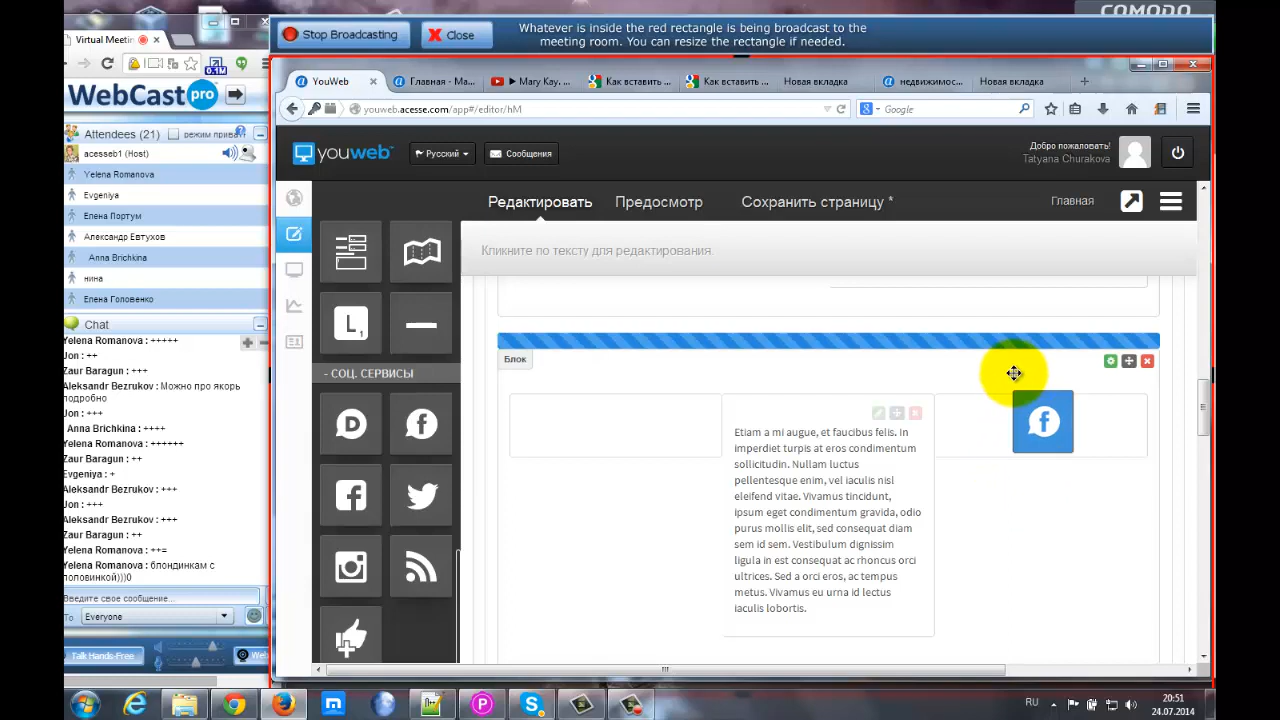 COMODO
Stop Broadcasting
Close
Whatever is inside the red rectangle is being broadcast to the
meeting room. You can resize the rectangle if needed.
Virtual Meetin
YouWeb
Главная - Ma...
Mary Kay, ...
Как вставить ...
Как вставить ...
Новая вкладка
недвижимос...
Новая вкладка
0.1M
youweb.acesse.com/app#/editor/hM
Google
WebCast pro
Attendees (21)
режим прива
acesseb1 (Host)
Yelena Romanova
Evgeniya
Елена Портум
Александр Евтухов
Anna Brichkina
нина
Елена Головенко
Chat
Yelena Romanova : +++++
Jon : ++
Zaur Baragun : +++
Aleksandr Bezrukov : Можно про якорь
подробно
Jon : +++
Anna Brichkina : ++++
Yelena Romanova : ++++++
Zaur Baragun : ++
Evgeniya : +
Aleksandr Bezrukov : +++
Jon : +++
Aleksandr Bezrukov : +++
Zaur Baragun : ++
Yelena Romanova : ++=
Yelena Romanova : блондинкам с
половинкой)))0
Введите свое сообщение...
To
Everyone
Talk Hands-Free
Web
youweb
Русский
Сообщения
Добро пожаловать!
Tatyana Churakova
Редактировать
Предосмотр
Сохранить страницу *
Главная
Кликните по тексту для редактирования.
L1
- СОЦ. СЕРВИСЫ
Блок
Etiam a mi augue, et faucibus felis. In
imperdiet turpis at eros condimentum
sollicitudin. Nullam luctus
pellentesque enim, vel iaculis nisl
eleifend vitae. Vivamus tincidunt,
ipsum eget condimentum gravida, odio
purus mollis elit, sed consequat diam
sem id sem. Vestibulum dignissim
ligula in est consequat ac rhoncus orci
ultrices. Sed a orci eros, ac tempus
metus. Vivamus eu urna id lectus
iaculis lobortis.
RU
20:51
24.07.2014